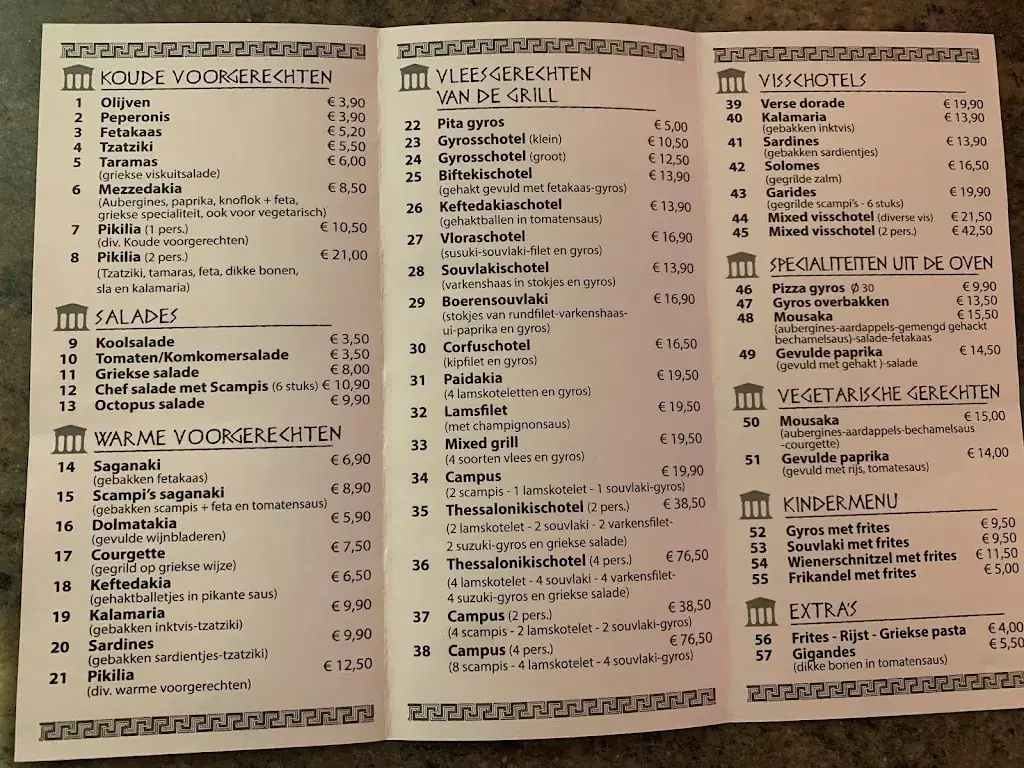 KOUDE VOORGERECHTEN
1 Olijven € 3,90
2 Peperonis € 3,90
3 Fetakaas € 5,20
4 Tzatziki € 5,50
5 Taramas € 6,00
(griekse viskuitsalade)
6 Mezzedakia € 8,50
(Aubergines, paprika, knoflok + feta,
griekse specialiteit, ook voor vegetarisch)
7 Pikilia (1 pers.) € 10,50
(div. Koude voorgerechten)
8 Pikilia (2 pers.) € 21,00
(Tzatziki, tamaras, feta, dikke bonen,
sla en kalamaria)
SALADES
9 Koolsalade € 3,50
10 Tomaten/Komkomersalade € 3,50
11 Griekse salade € 8,00
12 Chef salade met Scampis (6 stuks) € 10,90
13 Octopus salade € 9,90
WARME VOORGERECHTEN
14 Saganaki € 6,90
(gebakken fetakaas)
15 Scampi's saganaki € 8,90
(gebakken scampis + feta en tomatensaus)
16 Dolmatakia € 5,90
(gevulde wijnbladeren)
17 Courgette € 7,50
(gegrild op griekse wijze)
18 Keftedakia € 6,50
(gehaktballetjes in pikante saus)
19 Kalamaria € 9,90
(gebakken inktvis-tzatziki)
20 Sardines € 9,90
(gebakken sardientjes-tzatziki)
21 Pikilia € 12,50
(div. warme voorgerechten)
VLEESGERECHTEN
VAN DE GRILL
22 Pita gyros € 5,00
23 Gyrosschotel (klein) € 10,50
24 Gyrosschotel (groot) € 12,50
25 Biftekischotel € 13,90
(gehakt gevuld met fetakaas-gyros)
26 Keftedakiaschotel € 13,90
(gehaktballen in tomatensaus)
27 Vloraschotel € 16,90
(susuki-souvlaki-filet en gyros)
28 Souvlakischotel € 13,90
(varkenshaas in stokjes en gyros)
29 Boerensouvlaki € 16,90
(stokjes van rundfilet-varkenshaas-
ui-paprika en gyros)
30 Corfuschotel € 16,50
(kipfilet en gyros)
31 Paidakia € 19,50
(4 lamskoteletten en gyros)
32 Lamsfilet € 19,50
(met champignonsaus)
33 Mixed grill € 19,50
(4 soorten vlees en gyros)
34 Campus € 19,90
(2 scampis - 1 lamskotelet - 1 souvlaki-gyros)
35 Thessalonikischotel (2 pers.) € 38,50
(2 lamskotelet - 2 souvlaki - 2 varkensfilet-
2 suzuki-gyros en griekse salade)
36 Thessalonikischotel (4 pers.) € 76,50
(4 lamskotelet - 4 souvlaki - 4 varkensfilet-
4 suzuki-gyros en griekse salade)
37 Campus (2 pers.) € 38,50
(4 scampis - 2 lamskotelet - 2 souvlaki-gyros)
38 Campus (4 pers.) € 76,50
(8 scampis - 4 lamskotelet - 4 souvlaki-gyros)
VISSCHOTELS
39 Verse dorade € 19,90
40 Kalamaria € 13,90
(gebakken inktvis)
41 Sardines € 13,90
(gebakken sardientjes)
42 Solomes € 16,50
(gegrilde zalm)
43 Garides € 19,90
(gegrilde scampi's - 6 stuks)
44 Mixed visschotel (diverse vis) € 21,50
45 Mixed visschotel (2 pers.) € 42,50
SPECIALITEITEN UIT DE OVEN
46 Pizza gyros Ø 30 € 9,90
47 Gyros overbakken € 13,50
48 Mousaka € 15,50
(aubergines-aardappels-gemengd gehackt
bechamelsaus)-salade-fetakaas
49 Gevulde paprika € 14,50
(gevuld met gehakt )-salade
VEGETARISCHE GERECHTEN
50 Mousaka € 15,00
(aubergines-aardappels-bechamelsaus
-courgette)
51 Gevulde paprika € 14,00
(gevuld met rijs, tomatesaus)
KINDERMENU
52 Gyros met frites € 9,50
53 Souvlaki met frites € 9,50
54 Wienerschnitzel met frites € 11,50
55 Frikandel met frites € 5,00
EXTRA'S
56 Frites - Rijst - Griekse pasta € 4,00
57 Gigandes € 5,50
(dikke bonen in tomatensaus)